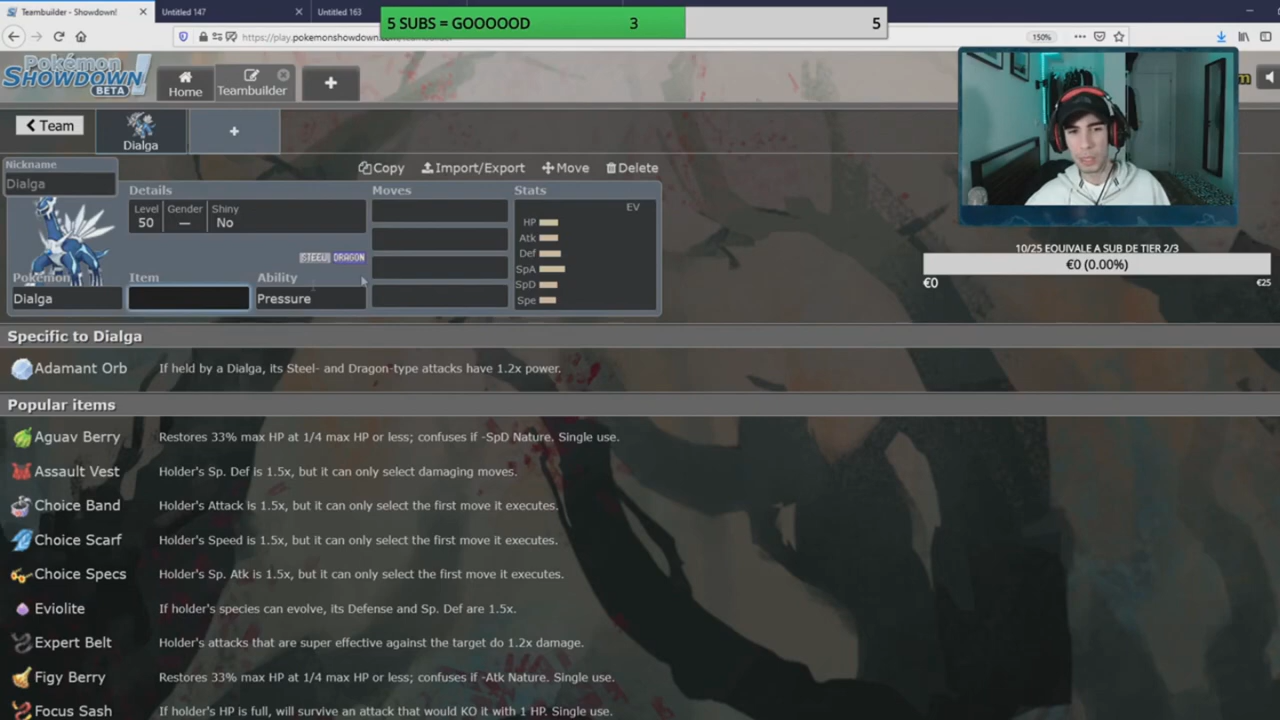 Teambuilder - Showdown!
Untitled 147
Untitled 163
5 SUBS = GOOOOOD 3 5
https://play.pokemonshowdown.com/teambuilder
150%
Pokémon
SHOWDOWN!
BETA
Home
Teambuilder
Team
Dialga
Nickname
Dialga
Copy
Import/Export
Move
Delete
Details
Moves
Stats
Level
Gender
Shiny
50
—
No
EV
HP
Atk
Def
SpA
SpD
Spe
STEEL DRAGON
Pokémon
Item
Ability
Dialga
Pressure
10/25 EQUIVALE A SUB DE TIER 2/3
€0 (0.00%)
€0
€25
Specific to Dialga
Adamant Orb If held by a Dialga, its Steel- and Dragon-type attacks have 1.2x power.
Popular items
Aguav Berry Restores 33% max HP at 1/4 max HP or less; confuses if -SpD Nature. Single use.
Assault Vest Holder's Sp. Def is 1.5x, but it can only select damaging moves.
Choice Band Holder's Attack is 1.5x, but it can only select the first move it executes.
Choice Scarf Holder's Speed is 1.5x, but it can only select the first move it executes.
Choice Specs Holder's Sp. Atk is 1.5x, but it can only select the first move it executes.
Eviolite If holder's species can evolve, its Defense and Sp. Def are 1.5x.
Expert Belt Holder's attacks that are super effective against the target do 1.2x damage.
Figy Berry Restores 33% max HP at 1/4 max HP or less; confuses if -Atk Nature. Single use.
Focus Sash If holder's HP is full, will survive an attack that would KO it with 1 HP. Single use.